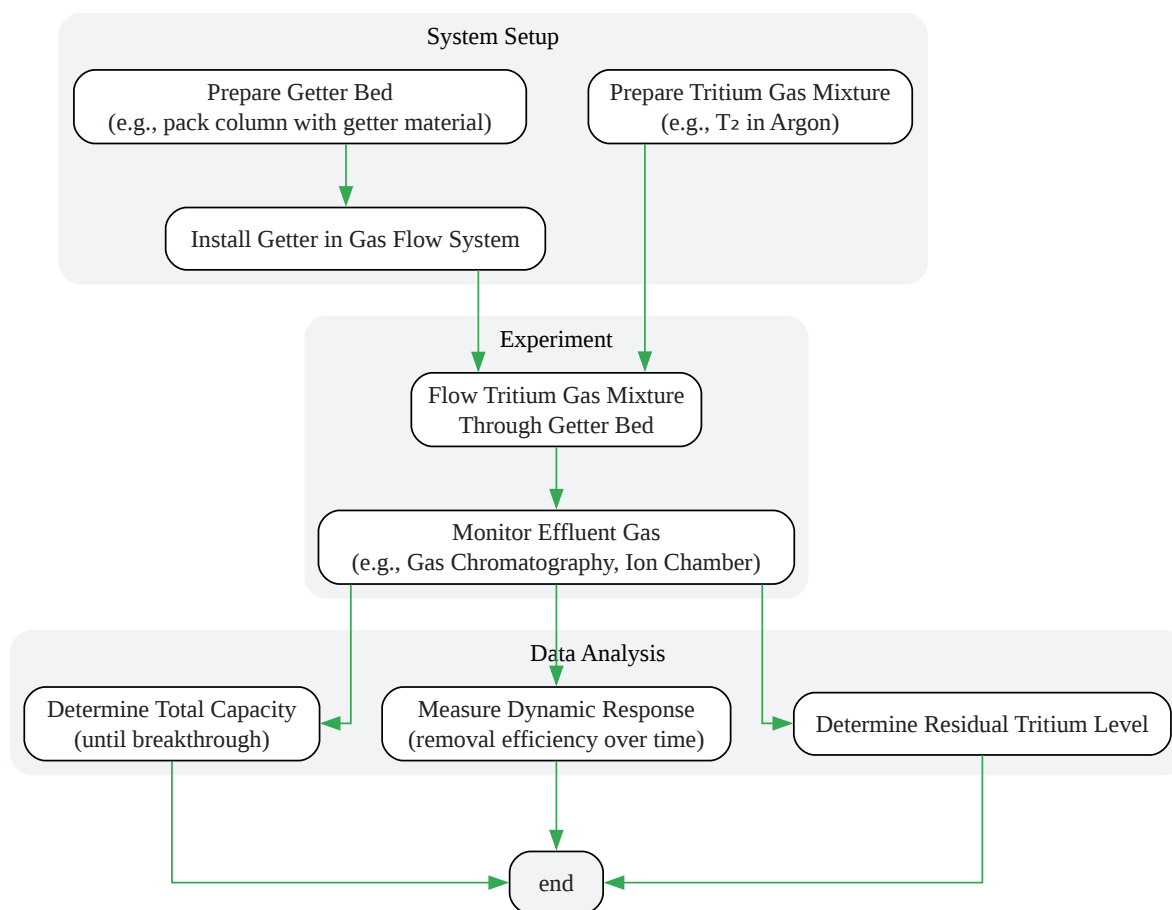 System Setup
Prepare Getter Bed
(e.g., pack column with getter material)
Prepare Tritium Gas Mixture
(e.g., T₂ in Argon)
Install Getter in Gas Flow System
Experiment
Flow Tritium Gas Mixture
Through Getter Bed
Monitor Effluent Gas
(e.g., Gas Chromatography, Ion Chamber)
Data Analysis
Determine Total Capacity
(until breakthrough)
Measure Dynamic Response
(removal efficiency over time)
Determine Residual Tritium Level
end